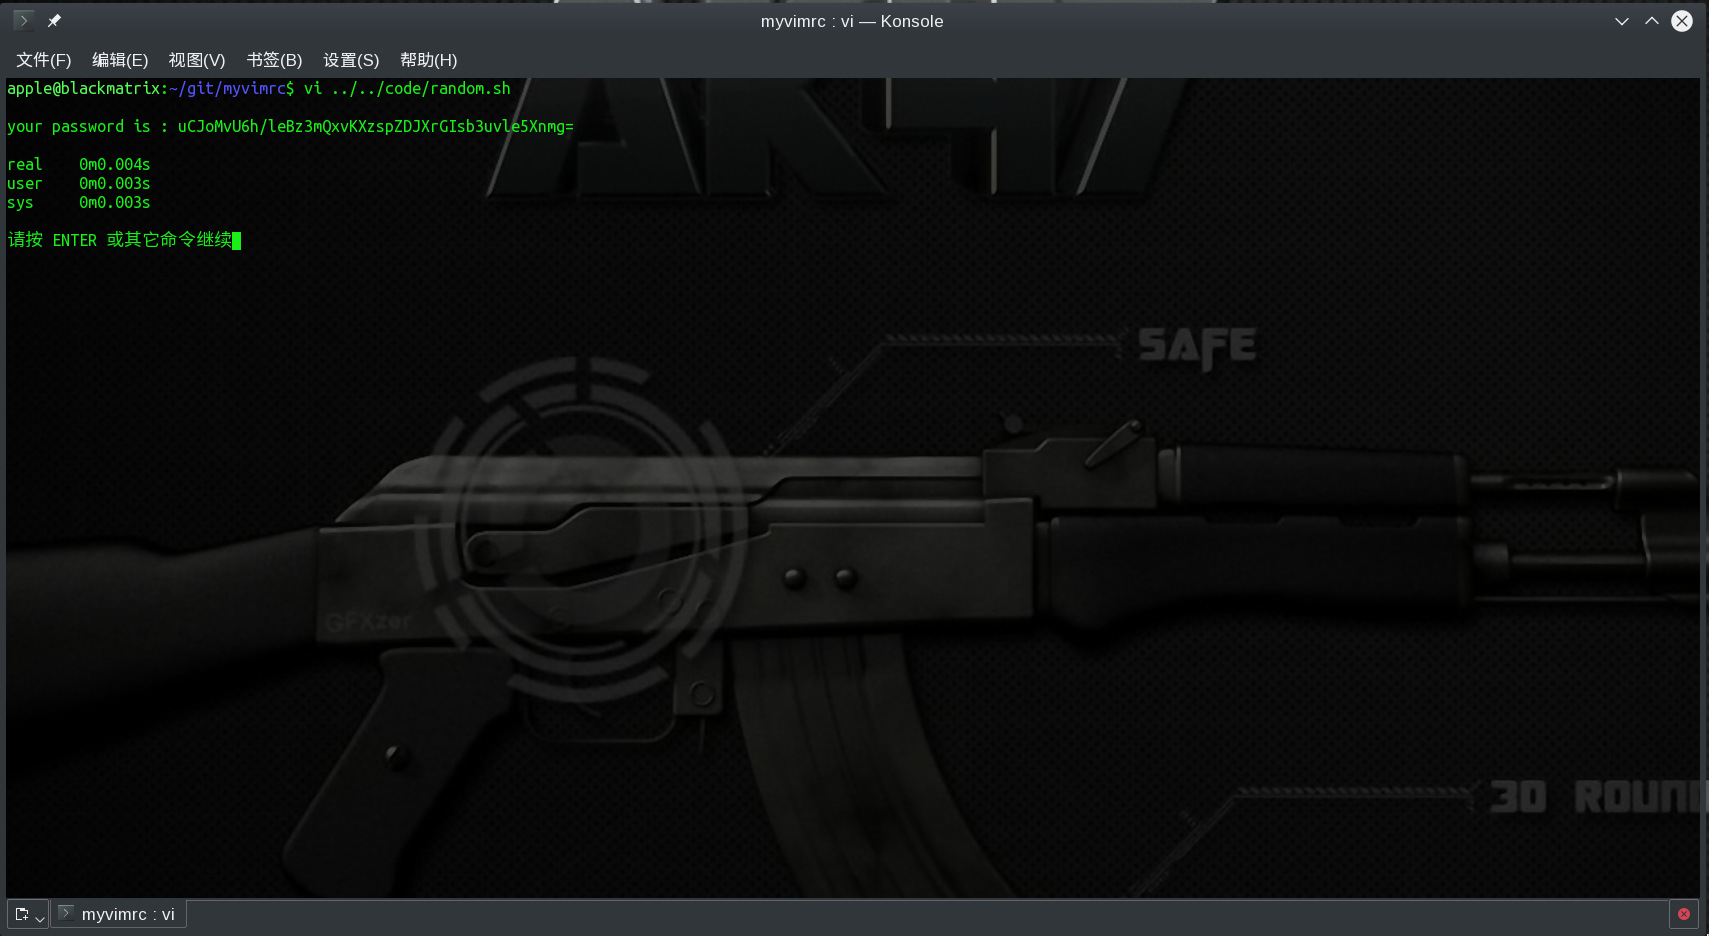 myvimrc : vi — Konsole
文件(F) 编辑(E) 视图(V) 书签(B) 设置(S) 帮助(H)
apple@blackmatrix:~/git/myvimrc$ vi ../../code/random.sh
your password is : uCJoMvU6h/leBz3mQxvKXzspZDJXrGIsb3uvle5Xnmg=
real 0m0.004s
user 0m0.003s
sys 0m0.003s
请按 ENTER 或其它命令继续
AK47
SAFE
GFXzer
30 ROUN
myvimrc : vi